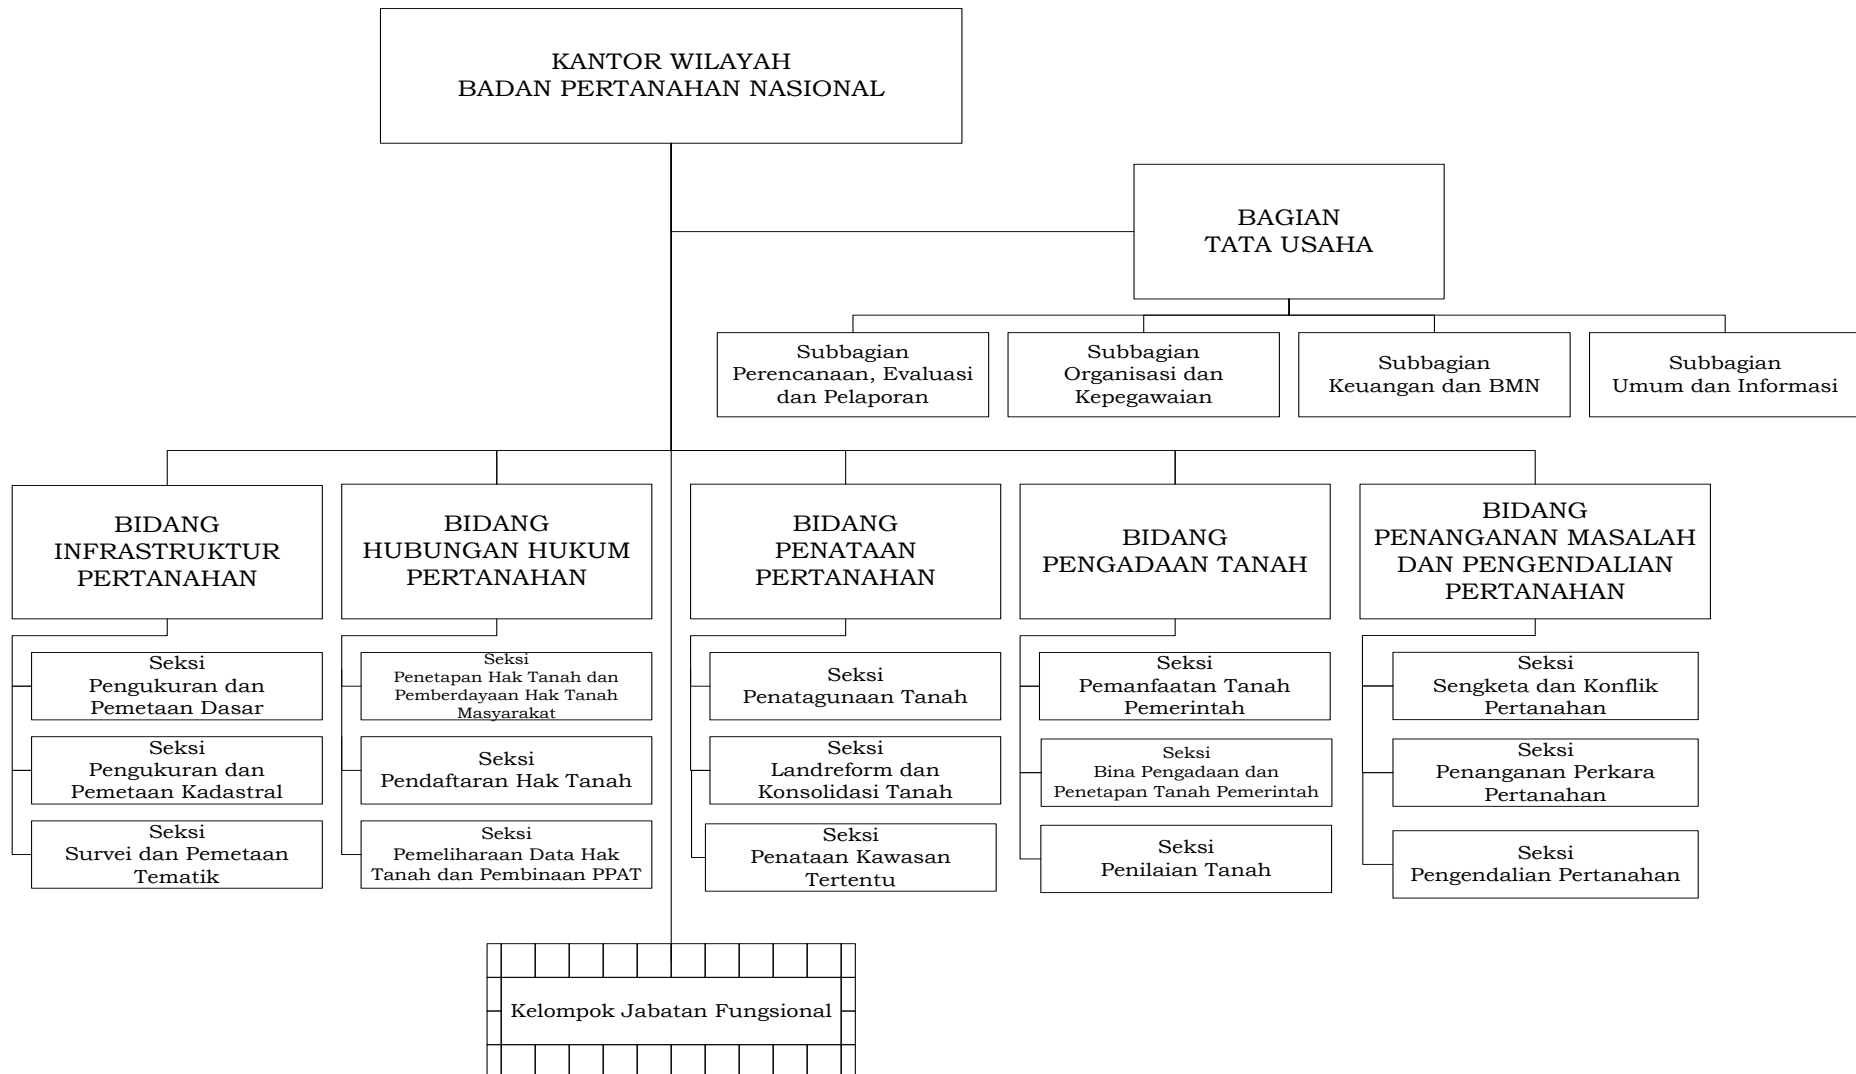 KANTOR WILAYAH
BADAN PERTANAHAN NASIONAL
BAGIAN
TATA USAHA
Subbagian
Perencanaan, Evaluasi
dan Pelaporan
Subbagian
Organisasi dan
Kepegawaian
Subbagian
Keuangan dan BMN
Subbagian
Umum dan Informasi
BIDANG
INFRASTRUKTUR
PERTANAHAN
BIDANG
HUBUNGAN HUKUM
PERTANAHAN
BIDANG
PENATAAN
PERTANAHAN
BIDANG
PENGADAAN TANAH
BIDANG
PENANGANAN MASALAH
DAN PENGENDALIAN
PERTANAHAN
Seksi
Pengukuran dan
Pemetaan Dasar
Seksi
Penetapan Hak Tanah dan
Pemberdayaan Hak Tanah
Masyarakat
Seksi
Penatagunaan Tanah
Seksi
Pemanfaatan Tanah
Pemerintah
Seksi
Sengketa dan Konflik
Pertanahan
Seksi
Pengukuran dan
Pemetaan Kadastral
Seksi
Pendaftaran Hak Tanah
Seksi
Landreform dan
Konsolidasi Tanah
Seksi
Bina Pengadaan dan
Penetapan Tanah Pemerintah
Seksi
Penanganan Perkara
Pertanahan
Seksi
Survei dan Pemetaan
Tematik
Seksi
Pemeliharaan Data Hak
Tanah dan Pembinaan PPAT
Seksi
Penataan Kawasan
Tertentu
Seksi
Penilaian Tanah
Seksi
Pengendalian Pertanahan
Kelompok Jabatan Fungsional